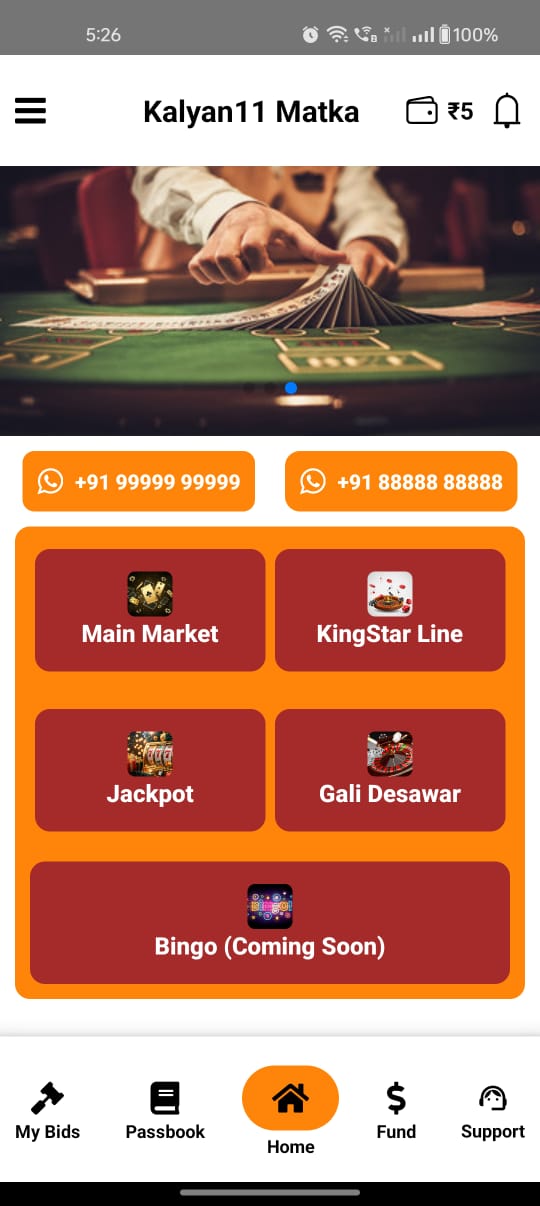 5:26
100%
Kalyan11 Matka
₹5
+91 99999 99999
+91 88888 88888
Main Market
KingStar Line
Jackpot
Gali Desawar
Bingo (Coming Soon)
My Bids
Passbook
Home
Fund
Support